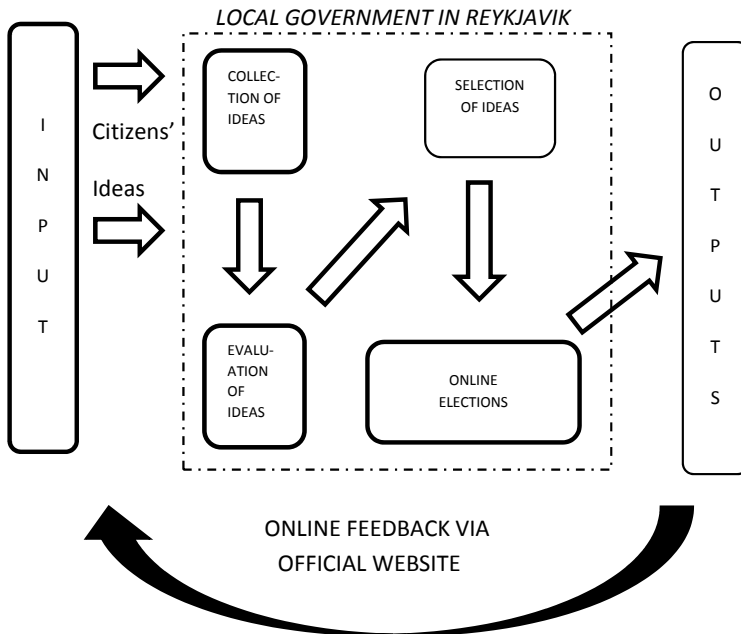 LOCAL GOVERNMENT IN REYKJAVIK
I
N
P
U
T
Citizens’
Ideas
COLLEC-
TION OF
IDEAS
EVALU-
ATION
OF
IDEAS
SELECTION
OF IDEAS
ONLINE
ELECTIONS
O
U
T
P
U
T
S
ONLINE FEEDBACK VIA
OFFICIAL WEBSITE